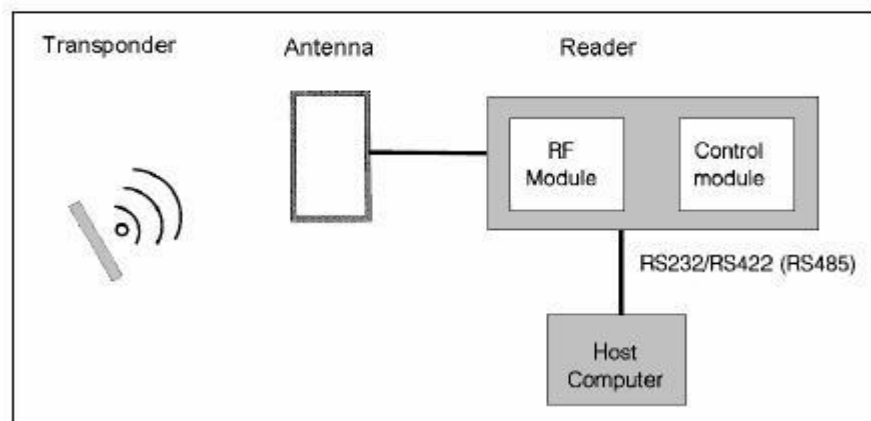 Transponder
Antenna
Reader
RF
Module
Control
module
RS232/RS422 (RS485)
Host
Computer